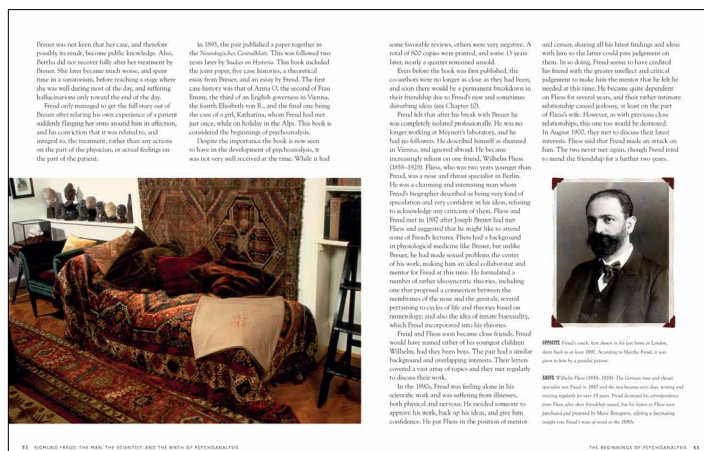 Breuer was not keen that her case, and therefore
possibly its result, become public knowledge. Also,
Bertha did not recover fully after her treatment by
Breuer. She later became much worse, and spent
time in a sanatorium, before reaching a stage where
she was well during most of the day, and suffering
hallucinations only toward the end of the day.
Freud only managed to get the full story out of
Breuer after relating his own experience of a patient
suddenly flinging her arms around him in affection,
and his conviction that it was related to, and
integral to, the treatment, rather than any actions
on the part of the physician, or actual feelings on
the part of the patient.
In 1893, the pair published a paper together in
the Neurologisches Centralblatt. This was followed two
years later by Studies on Hysteria. This book included
the joint paper, five case histories, a theoretical
essay from Breuer, and an essay by Freud. The first
case history was that of Anna O, the second of Frau
Emmy, the third of an English governess in Vienna,
the fourth Elisabeth von R., and the final one being
the case of a girl, Katharina, whom Freud had met
just once, while on holiday in the Alps. This book is
considered the beginnings of psychoanalysis.
Despite the importance the book is now seen
to have in the development of psychoanalysis, it
was not very well received at the time. While it had
52 SIGMUND FREUD: THE MAN, THE SCIENTIST, AND THE BIRTH OF PSYCHOANALYSIS
some favorable reviews, others were very negative. A
total of 800 copies were printed, and some 13 years
later, nearly a quarter remained unsold.
Even before the book was first published, the
co-authors were no longer as close as they had been,
and soon there would be a permanent breakdown in
their friendship due to Freud's new and sometimes
disturbing ideas (see Chapter 10).
Freud felt that after his break with Breuer he
was completely isolated professionally. He was no
longer working at Meynert's laboratory, and he
had no followers. He described himself as shunned
in Vienna, and ignored abroad. He became
increasingly reliant on one friend, Wilhelm Fliess
(1858–1928). Fliess, who was two years younger than
Freud, was a nose and throat specialist in Berlin.
He was a charming and interesting man whom
Freud's biographer described as being very fond of
speculation and very confident in his ideas, refusing
to acknowledge any criticism of them. Fliess and
Freud met in 1887 after Joseph Breuer had met
Fliess and suggested that he might like to attend
some of Freud's lectures. Fliess had a background
in physiological medicine like Breuer, but unlike
Breuer, he had made sexual problems the center
of his work, making him an ideal collaborator and
mentor for Freud at this time. He formulated a
number of rather idiosyncratic theories, including
one that proposed a connection between the
membranes of the nose and the genitals; several
pertaining to cycles of life and theories based on
numerology; and also the idea of innate bisexuality,
which Freud incorporated into his theories.
Freud and Fliess soon became close friends. Freud
would have named either of his youngest children
Wilhelm, had they been boys. The pair had a similar
background and overlapping interests. Their letters
covered a vast array of topics and they met regularly
to discuss their work.
In the 1890s, Freud was feeling alone in his
scientific work and was suffering from illnesses,
both physical and nervous. He needed someone to
approve his work, back up his ideas, and give him
confidence. He put Fliess in the position of mentor
and censor, sharing all his latest findings and ideas
with him so the latter could pass judgement on
them. In so doing, Freud seems to have credited
his friend with the greater intellect and critical
judgement to make him the mentor that he felt he
needed at this time. He became quite dependent
on Fliess for several years, and their rather intimate
relationship caused jealousy, at least on the part
of Fliess's wife. However, as with previous close
relationships, this one too would be destroyed.
In August 1900, they met to discuss their latest
interests. Fliess said that Freud made an attack on
him. The two never met again, though Freud tried
to mend the friendship for a further two years.
OPPOSITE Freud's couch, here shown in his last home in London,
dates back to at least 1891. According to Martha Freud, it was
given to him by a grateful patient.
ABOVE Wilhelm Fliess (1858–1928). The German nose and throat
specialist met Freud in 1887 and the two became very close, writing and
meeting regularly for over 15 years. Freud destroyed his correspondence
from Fliess after their friendship ceased, but his letters to Fliess were
purchased and preserved by Marie Bonaparte, offering a fascinating
insight into Freud's state of mind in the 1890s.
THE BEGINNINGS OF PSYCHOANALYSIS 53